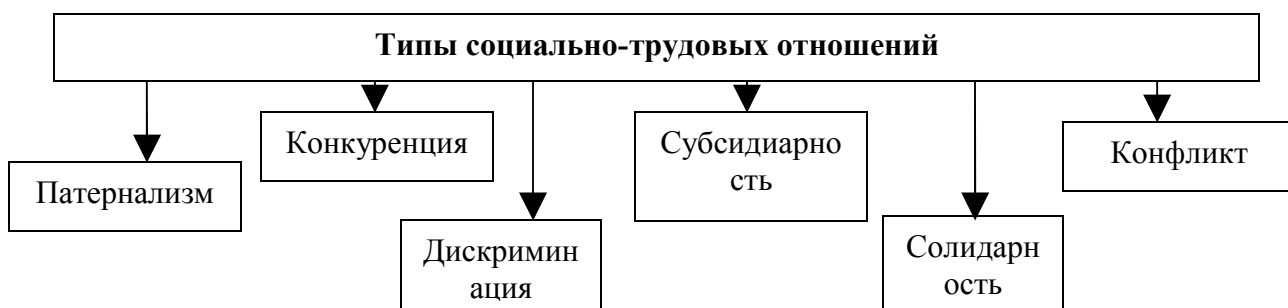 Типы социально-трудовых отношений
Патернализм
Конкуренция
Дискримин
ация
Субсидиарно
сть
Солидарн
ость
Конфликт